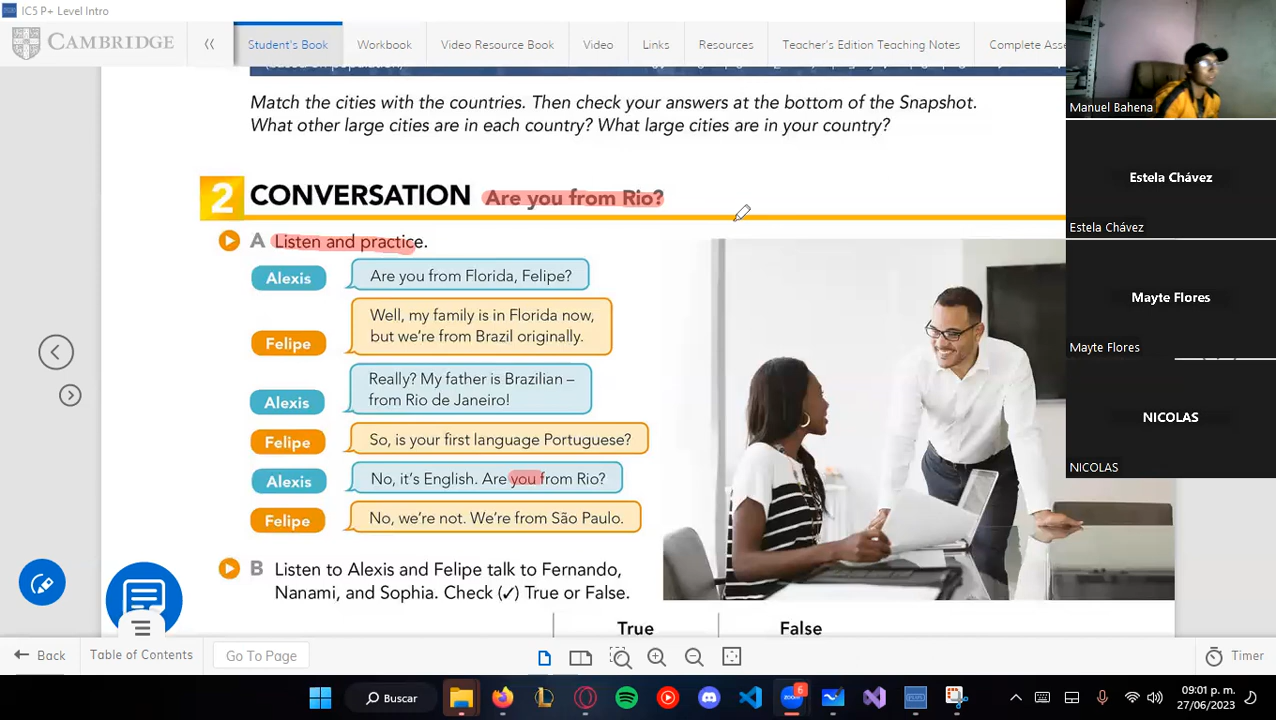 IC5 P+ Level Intro
CAMBRIDGE
Student's Book
Workbook
Video Resource Book
Video
Links
Resources
Teacher's Edition Teaching Notes
Complete Asse
Match the cities with the countries. Then check your answers at the bottom of the Snapshot.
What other large cities are in each country? What large cities are in your country?
2 CONVERSATION Are you from Rio?
A Listen and practice.
Alexis Are you from Florida, Felipe?
Well, my family is in Florida now,
Felipe but we're from Brazil originally.
Really? My father is Brazilian –
Alexis from Rio de Janeiro!
Felipe So, is your first language Portuguese?
Alexis No, it's English. Are you from Rio?
Felipe No, we're not. We're from São Paulo.
B Listen to Alexis and Felipe talk to Fernando,
Nanami, and Sophia. Check (✓) True or False.
True False
Manuel Bahena
Estela Chávez
Estela Chávez
Mayte Flores
Mayte Flores
NICOLAS
NICOLAS
Back
Table of Contents
Go To Page
Timer
Buscar
6
09:01 p. m.
27/06/2023